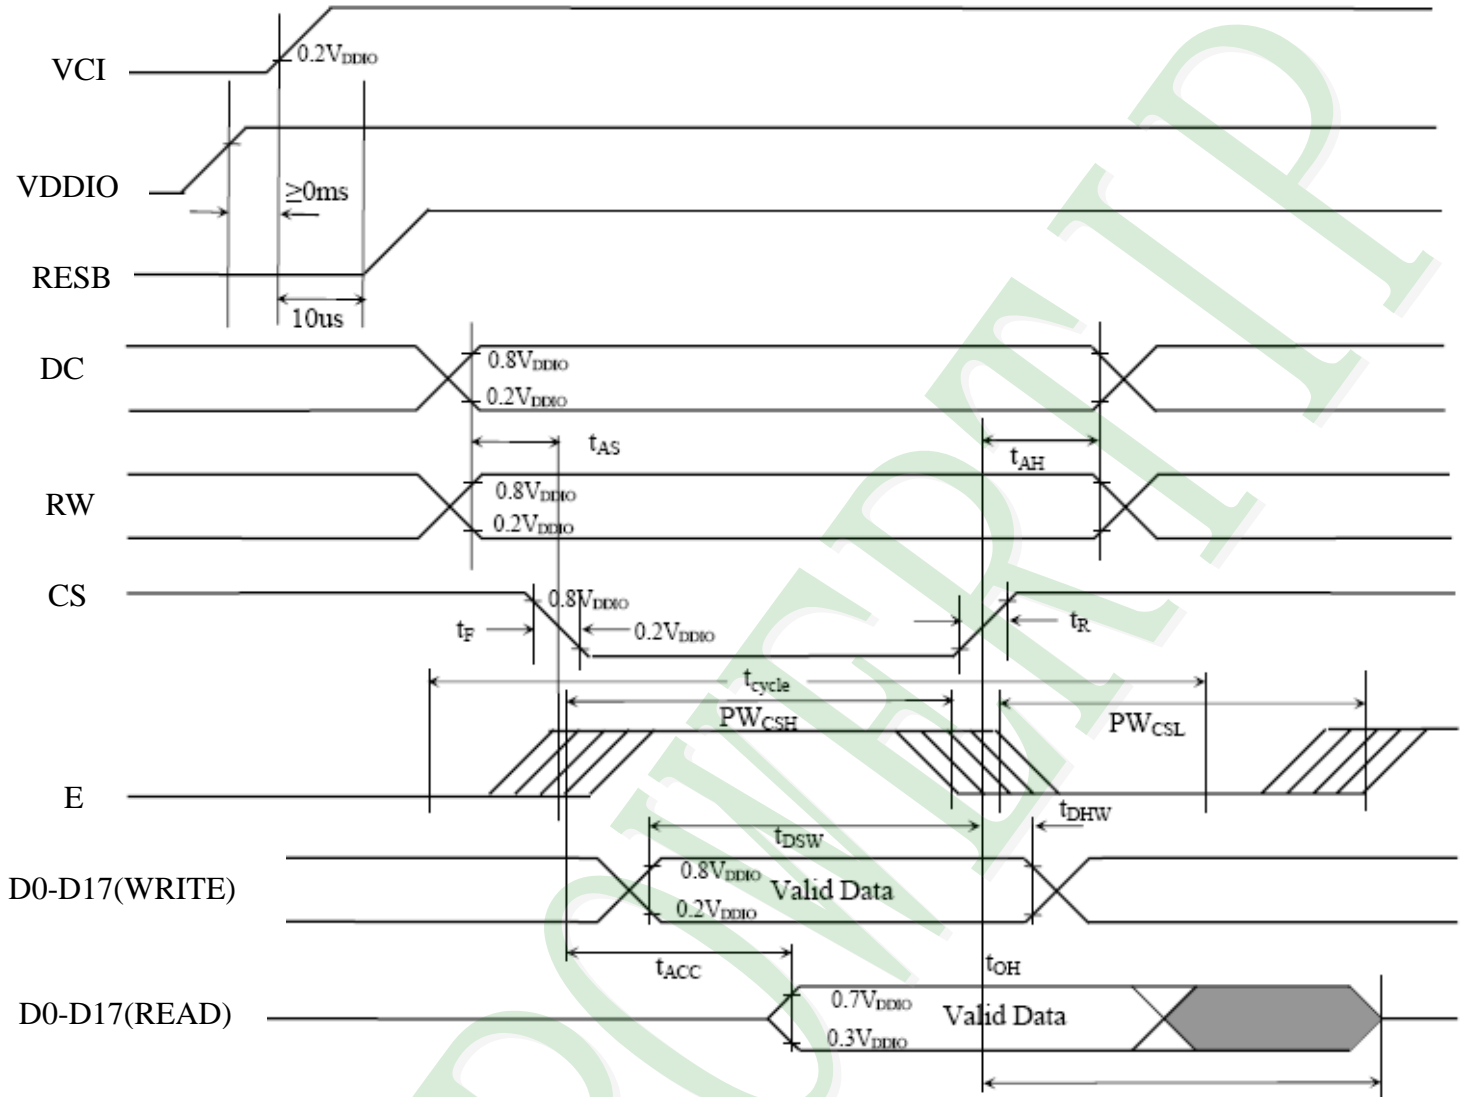 VCI
0.2VDDIO
VDDIO
≥0ms
RESB
10us
DC
0.8VDDIO
0.2VDDIO
tAS
tAH
RW
0.8VDDIO
0.2VDDIO
CS
0.8VDDIO
tF
0.2VDDIO
tR
tcycle
PWCSH
PWCSL
E
tDSW
tDHW
D0-D17(WRITE)
0.8VDDIO
Valid Data
0.2VDDIO
tACC
tOH
D0-D17(READ)
0.7VDDIO
Valid Data
0.3VDDIO
POWERTIP